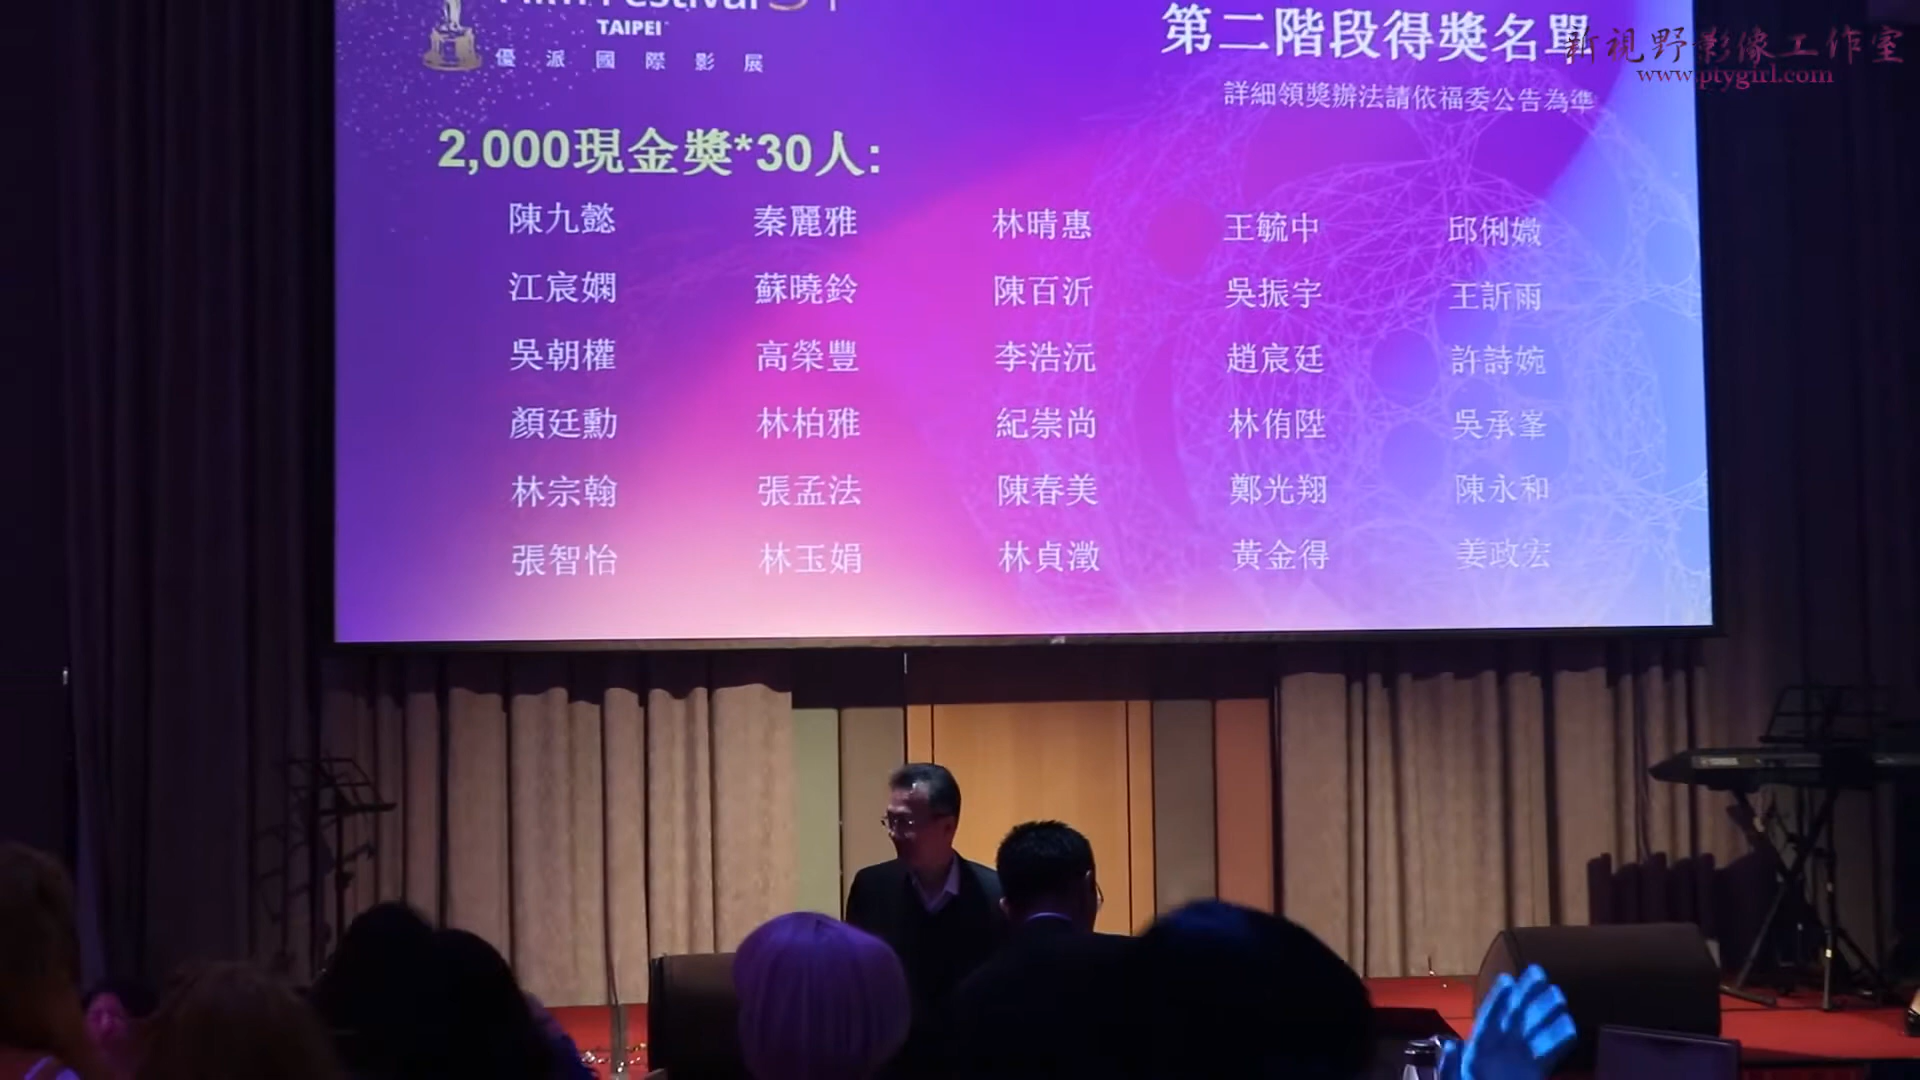 Film Festival
TAIPEI
優派國際影展
第二階段得獎名單
詳細領獎辦法請依福委公告為準
新視野影像工作室
www.ptygirl.com
2,000現金獎*30人:
陳九懿 秦麗雅 林晴惠 王毓中 邱俐媺
江宸嫻 蘇曉鈴 陳百沂 吳振宇 王訢雨
吳朝權 高榮豐 李浩沅 趙宸廷 許詩婉
顏廷勳 林柏雅 紀崇尚 林侑陞 吳承峯
林宗翰 張孟法 陳春美 鄭光翔 陳永和
張智怡 林玉娟 林貞瀓 黃金得 姜政宏
YAMAHA